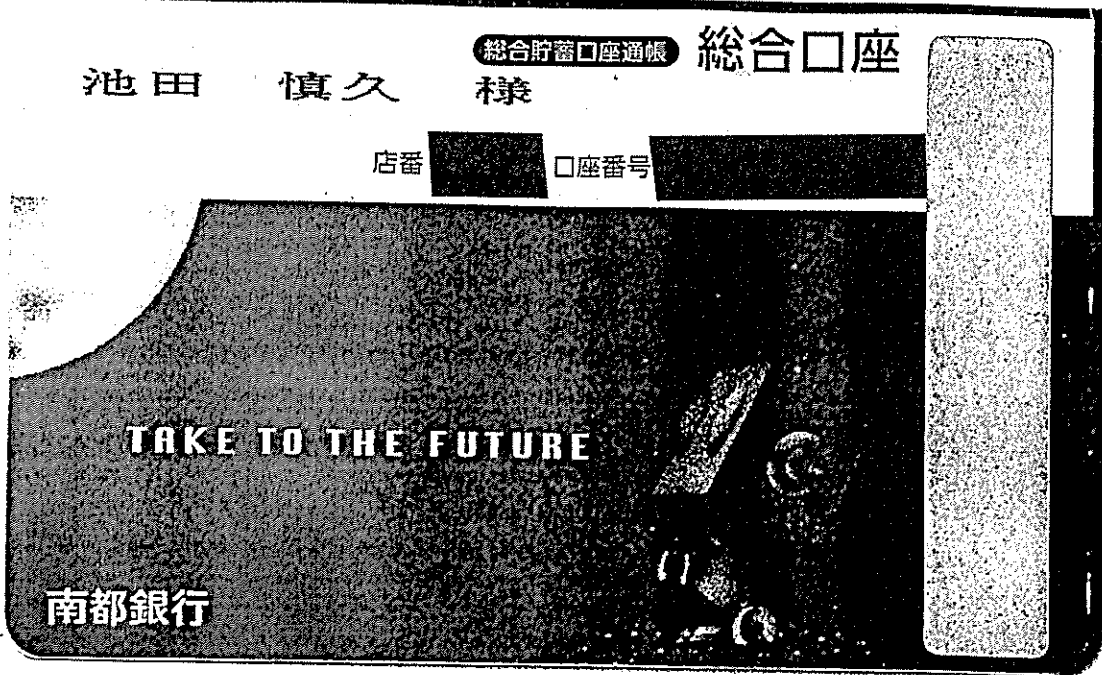 総合貯蓄口座通帳 総合口座
池田 慎久 様
店番 口座番号
TAKE TO THE FUTURE
南都銀行